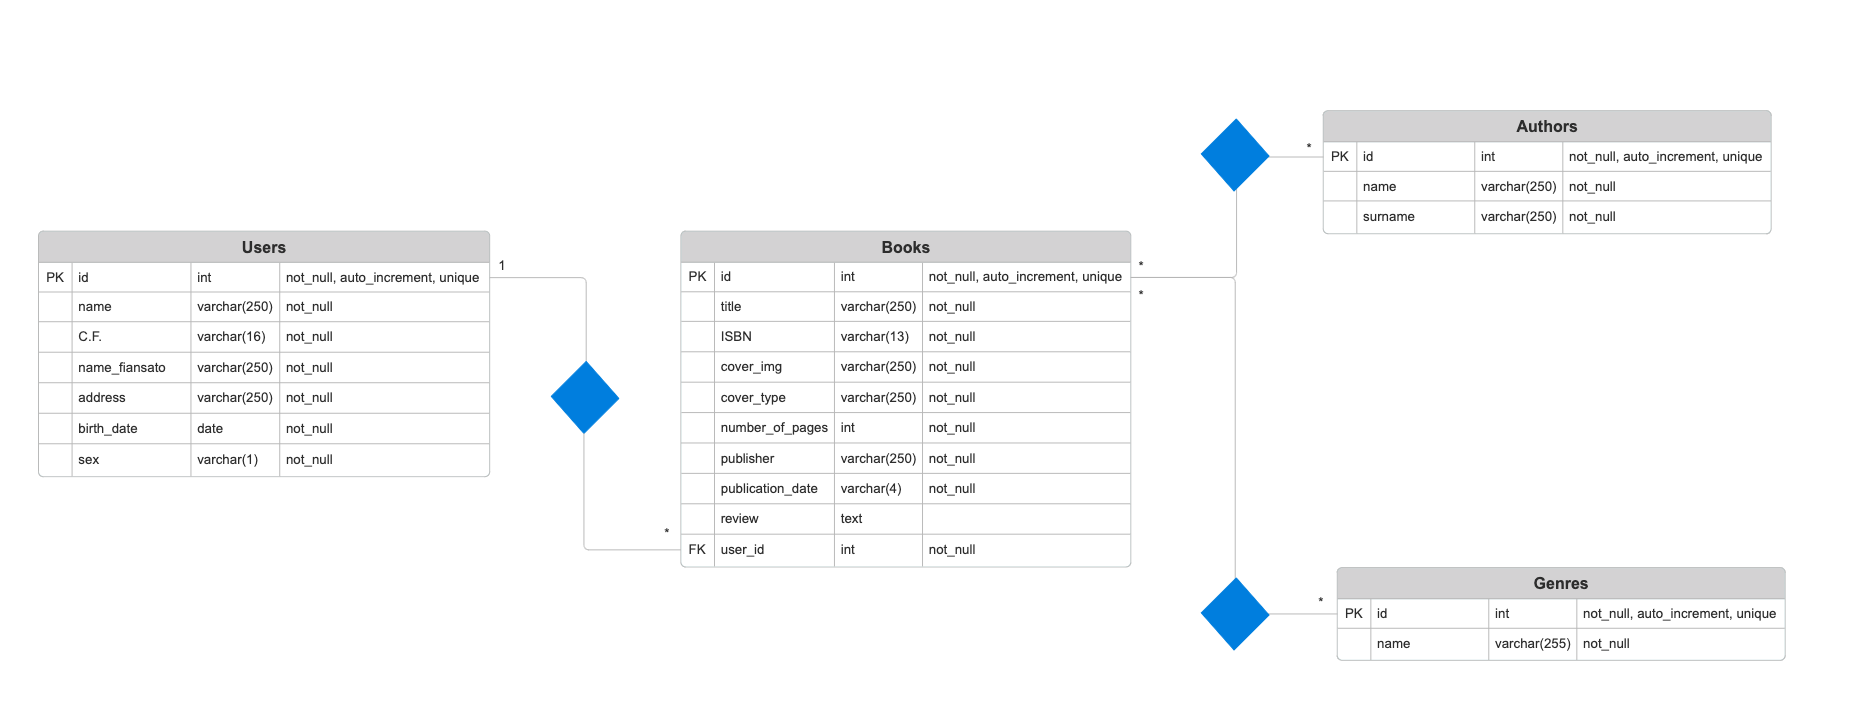 Users
PK id int not_null, auto_increment, unique
name varchar(250) not_null
C.F. varchar(16) not_null
name_fiansato varchar(250) not_null
address varchar(250) not_null
birth_date date not_null
sex varchar(1) not_null
1
*
Books
PK id int not_null, auto_increment, unique
title varchar(250) not_null
ISBN varchar(13) not_null
cover_img varchar(250) not_null
cover_type varchar(250) not_null
number_of_pages int not_null
publisher varchar(250) not_null
publication_date varchar(4) not_null
review text
FK user_id int not_null
*
*
*
Authors
PK id int not_null, auto_increment, unique
name varchar(250) not_null
surname varchar(250) not_null
*
Genres
PK id int not_null, auto_increment, unique
name varchar(255) not_null